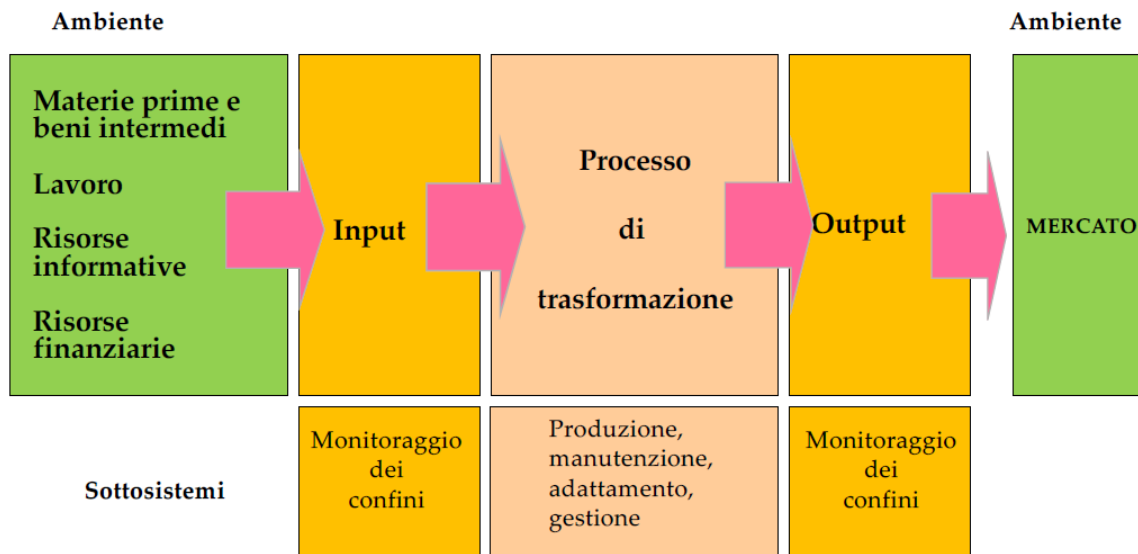 Ambiente
Ambiente
Materie prime e
beni intermedi
Lavoro
Risorse
informative
Risorse
finanziarie
Input
Processo
di
trasformazione
Output
MERCATO
Sottosistemi
Monitoraggio
dei
confini
Produzione,
manutenzione,
adattamento,
gestione
Monitoraggio
dei
confini